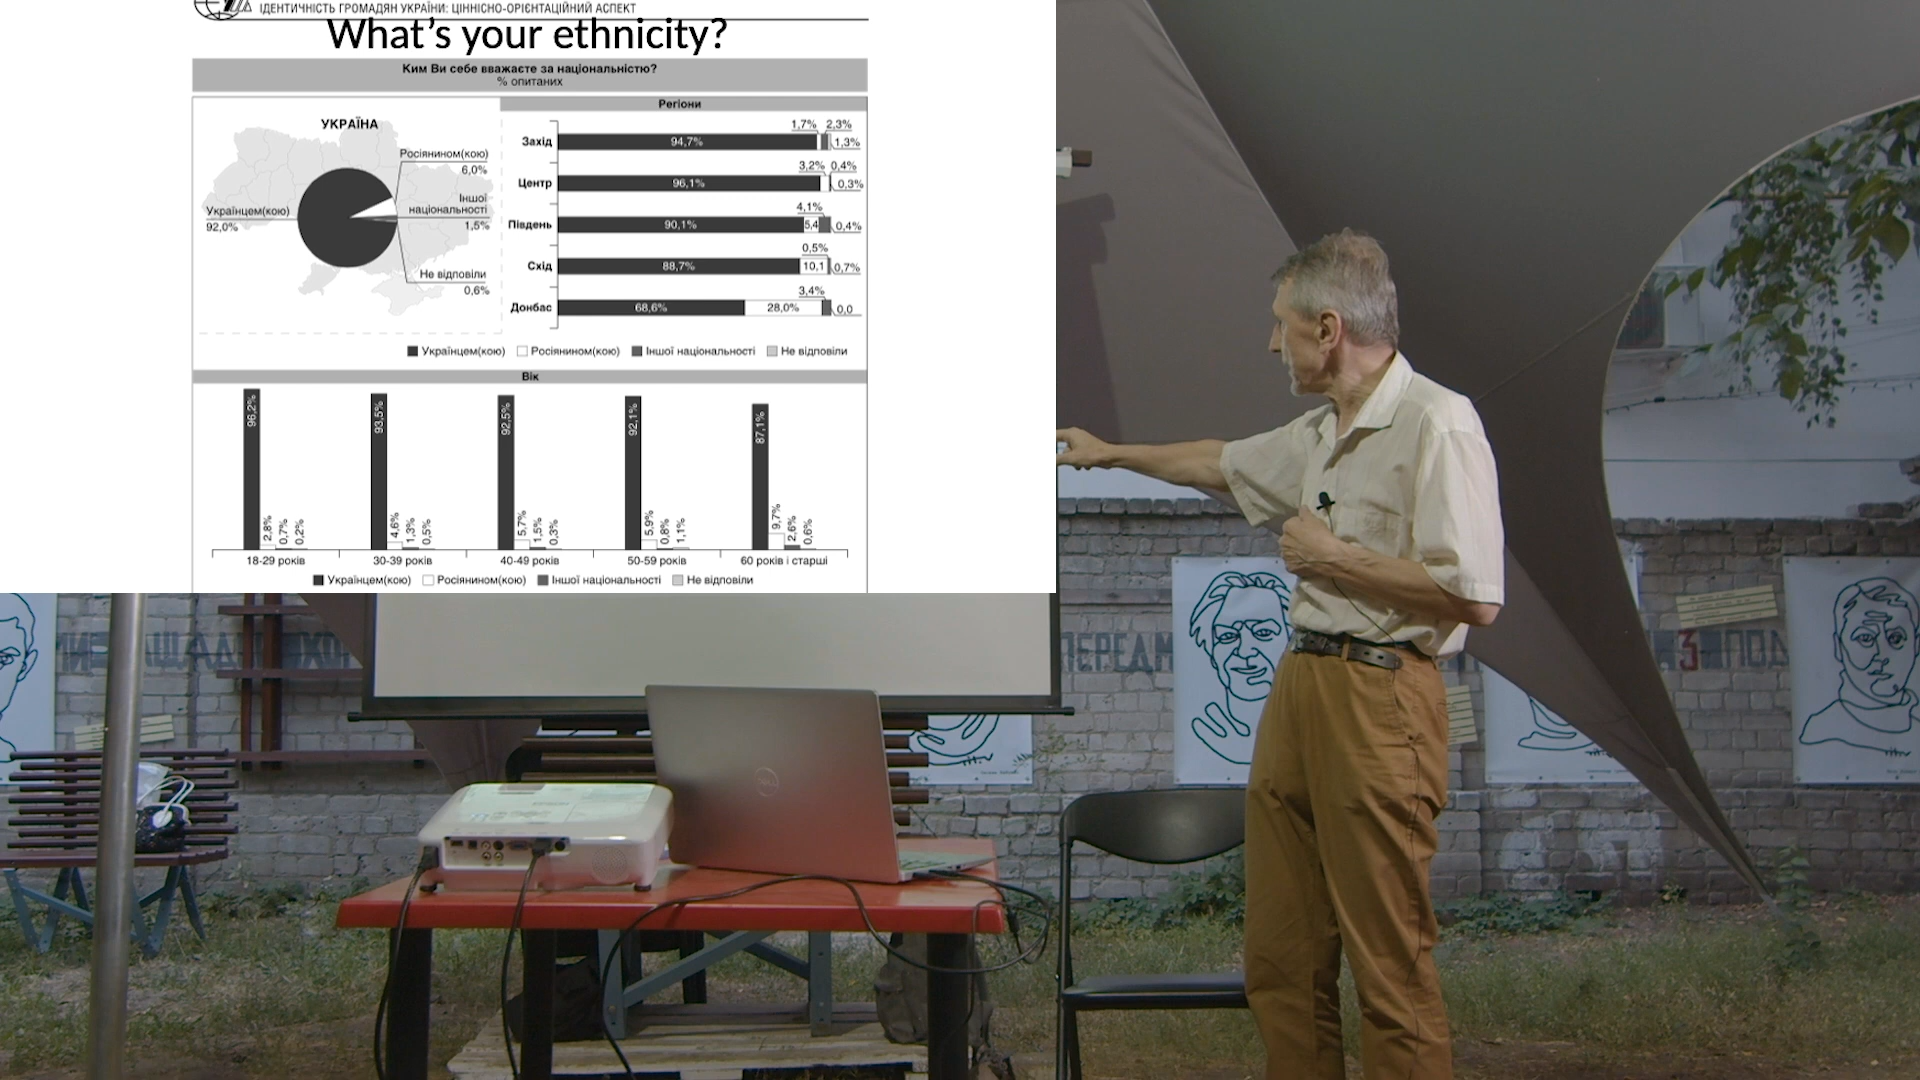 ІДЕНТИЧНІСТЬ ГРОМАДЯН УКРАЇНИ: ЦІННІСНО-ОРІЄНТАЦІЙНИЙ АСПЕКТ
What's your ethnicity?
Ким Ви себе вважаєте за національністю?
% опитаних
УКРАЇНА
Росіянином(кою)
6,0%
Іншої
національності
1,5%
Українцем(кою)
92,0%
Не відповіли
0,6%
Регіони
1,7% 2,3%
Захід 94,7% 1,3%
3,2% 0,4%
Центр 96,1% 0,3%
4,1%
Південь 90,1% 5,4 0,4%
0,5%
Схід 88,7% 10,1 0,7%
3,4%
Донбас 68,6% 28,0% 0,0
Українцем(кою) Росіянином(кою) Іншої національності Не відповіли
Вік
96,2% 2,8% 0,7% 0,2%
93,5% 4,6% 1,3% 0,5%
92,5% 5,7% 1,5% 0,3%
92,1% 5,9% 0,8% 1,1%
87,1% 9,7% 2,6% 0,6%
18-29 років 30-39 років 40-49 років 50-59 років 60 років і старші
Українцем(кою) Росіянином(кою) Іншої національності Не відповіли
ПЕРЕДМ
З ПОД
DELL